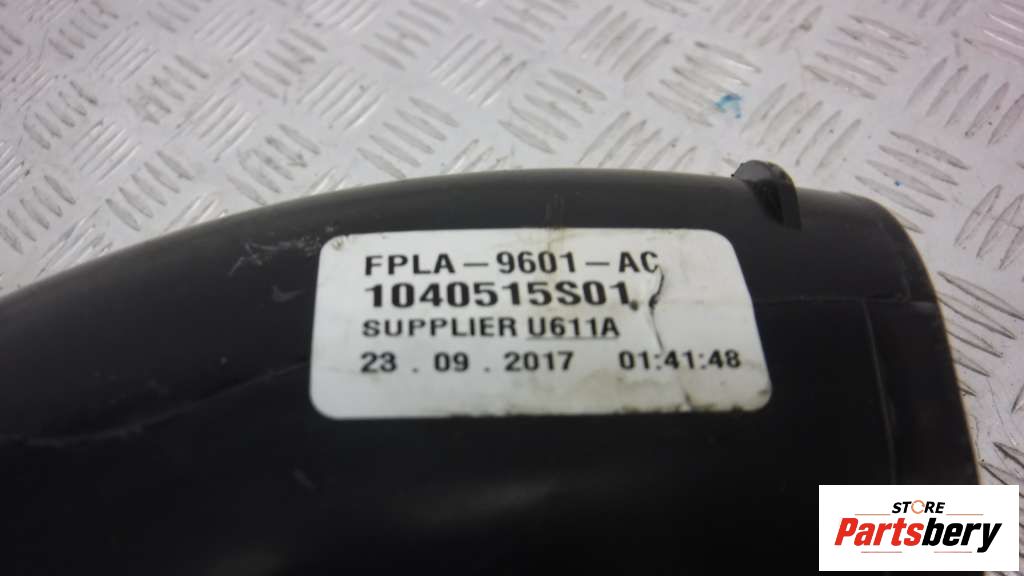 FPLA-9601-AC
1040515S01
SUPPLIER U611A
23 . 09 . 2017 01:41:48
STORE
Partsbery